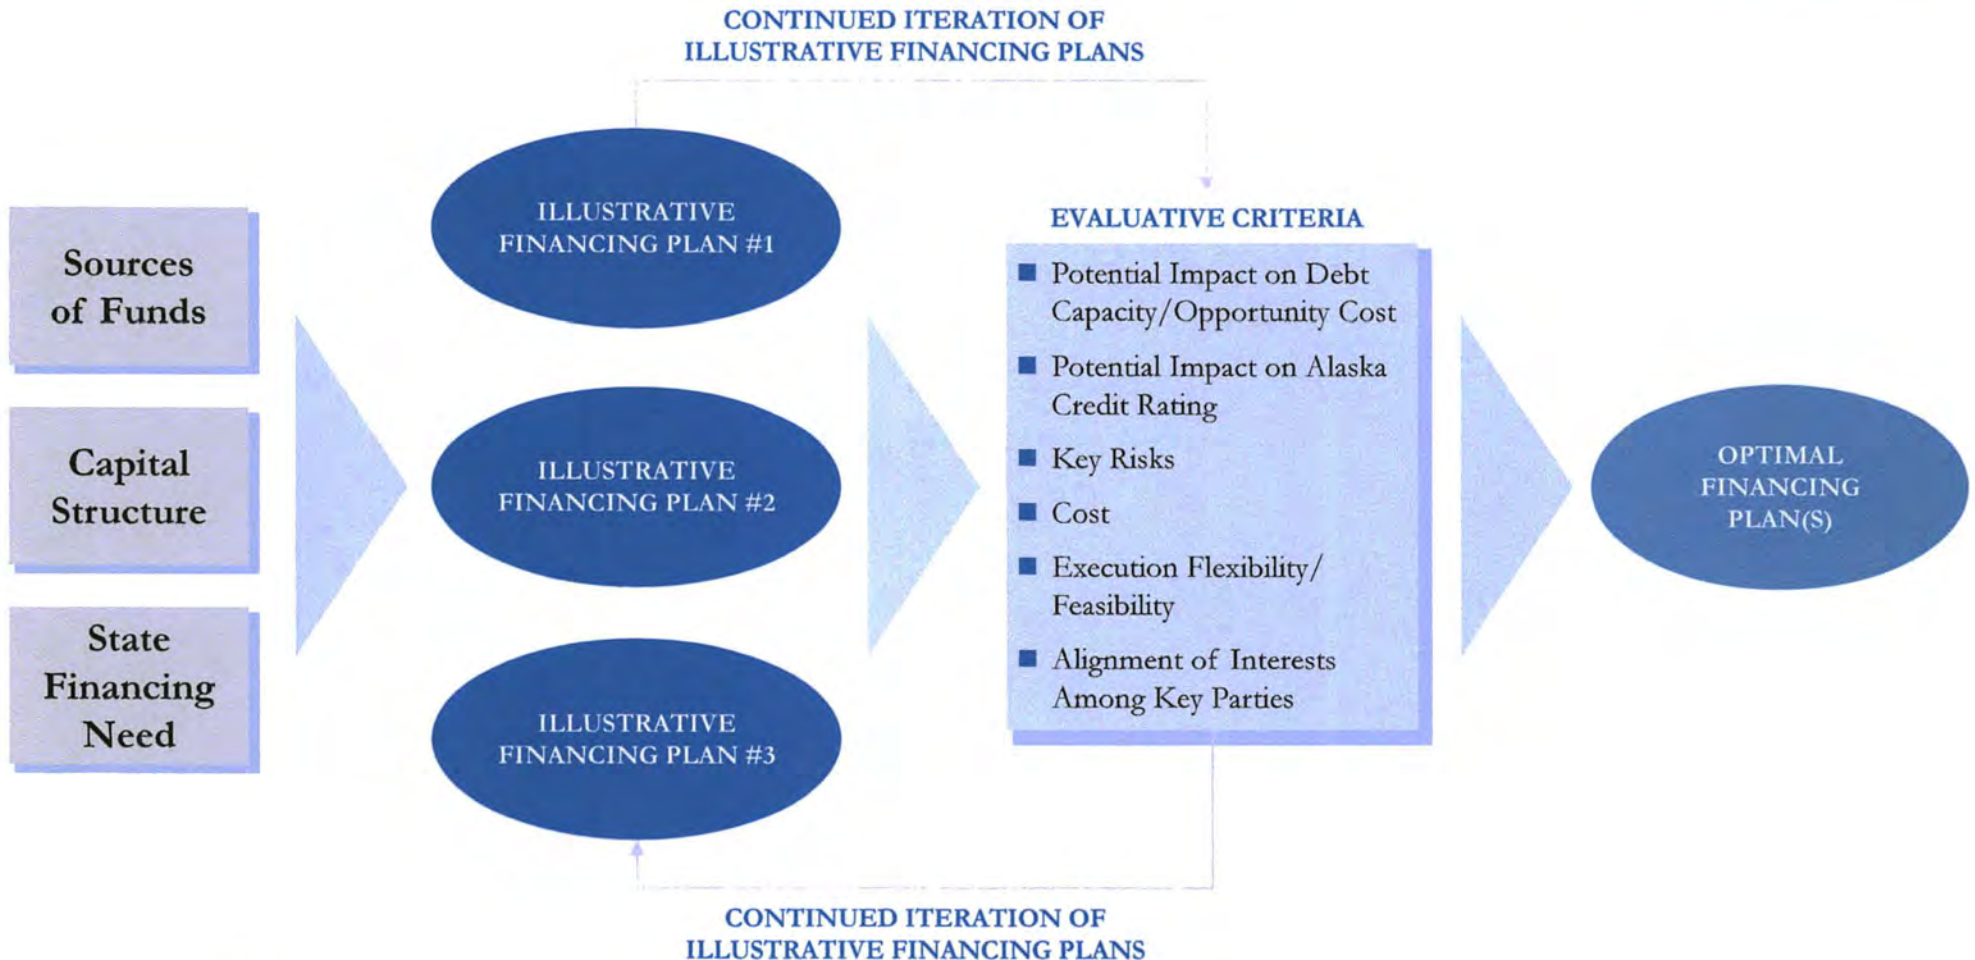 CONTINUED ITERATION OF
ILLUSTRATIVE FINANCING PLANS
Sources
of Funds
Capital
Structure
State
Financing
Need
ILLUSTRATIVE
FINANCING PLAN #1
ILLUSTRATIVE
FINANCING PLAN #2
ILLUSTRATIVE
FINANCING PLAN #3
EVALUATIVE CRITERIA
■ Potential Impact on Debt
Capacity/Opportunity Cost
■ Potential Impact on Alaska
Credit Rating
■ Key Risks
■ Cost
■ Execution Flexibility/
Feasibility
■ Alignment of Interests
Among Key Parties
OPTIMAL
FINANCING
PLAN(S)
CONTINUED ITERATION OF
ILLUSTRATIVE FINANCING PLANS